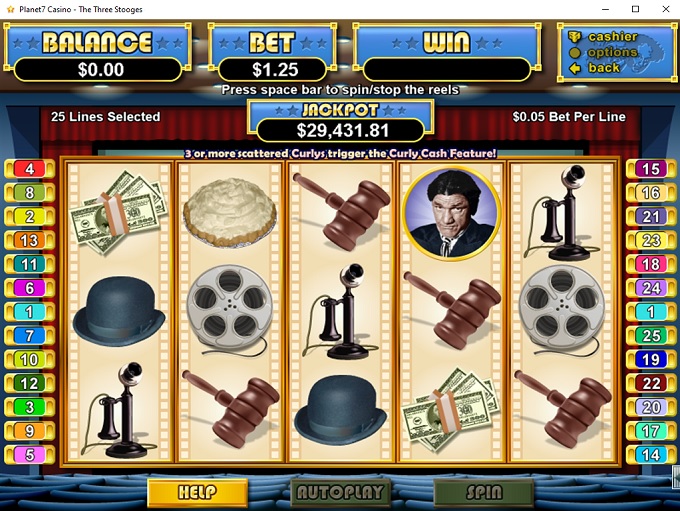 Planet7 Casino - The Three Stooges
BALANCE
$0.00
BET
$1.25
WIN
cashier
options
back
Press space bar to spin/stop the reels
25 Lines Selected
JACKPOT
$29,431.81
$0.05 Bet Per Line
3 or more scattered Curlys trigger the Curly Cash Feature!
4
8
2
13
11
6
1
7
10
12
3
9
5
15
16
21
23
18
24
1
25
19
22
20
17
14
HELP
AUTOPLAY
SPIN